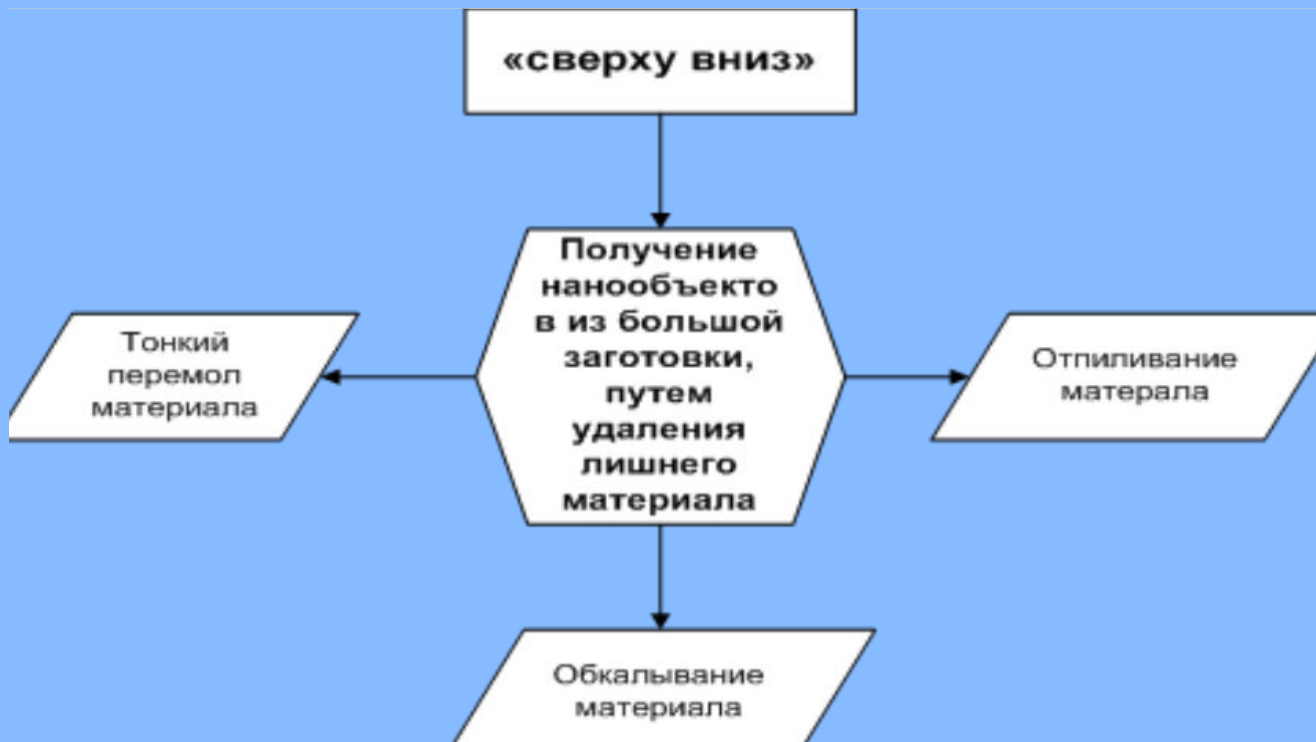 «сверху вниз»
Получение
нанообъекто
в из большой
заготовки,
путем
удаления
лишнего
материала
Тонкий
перемол
материала
Отпиливание
матерала
Обкалывание
материала